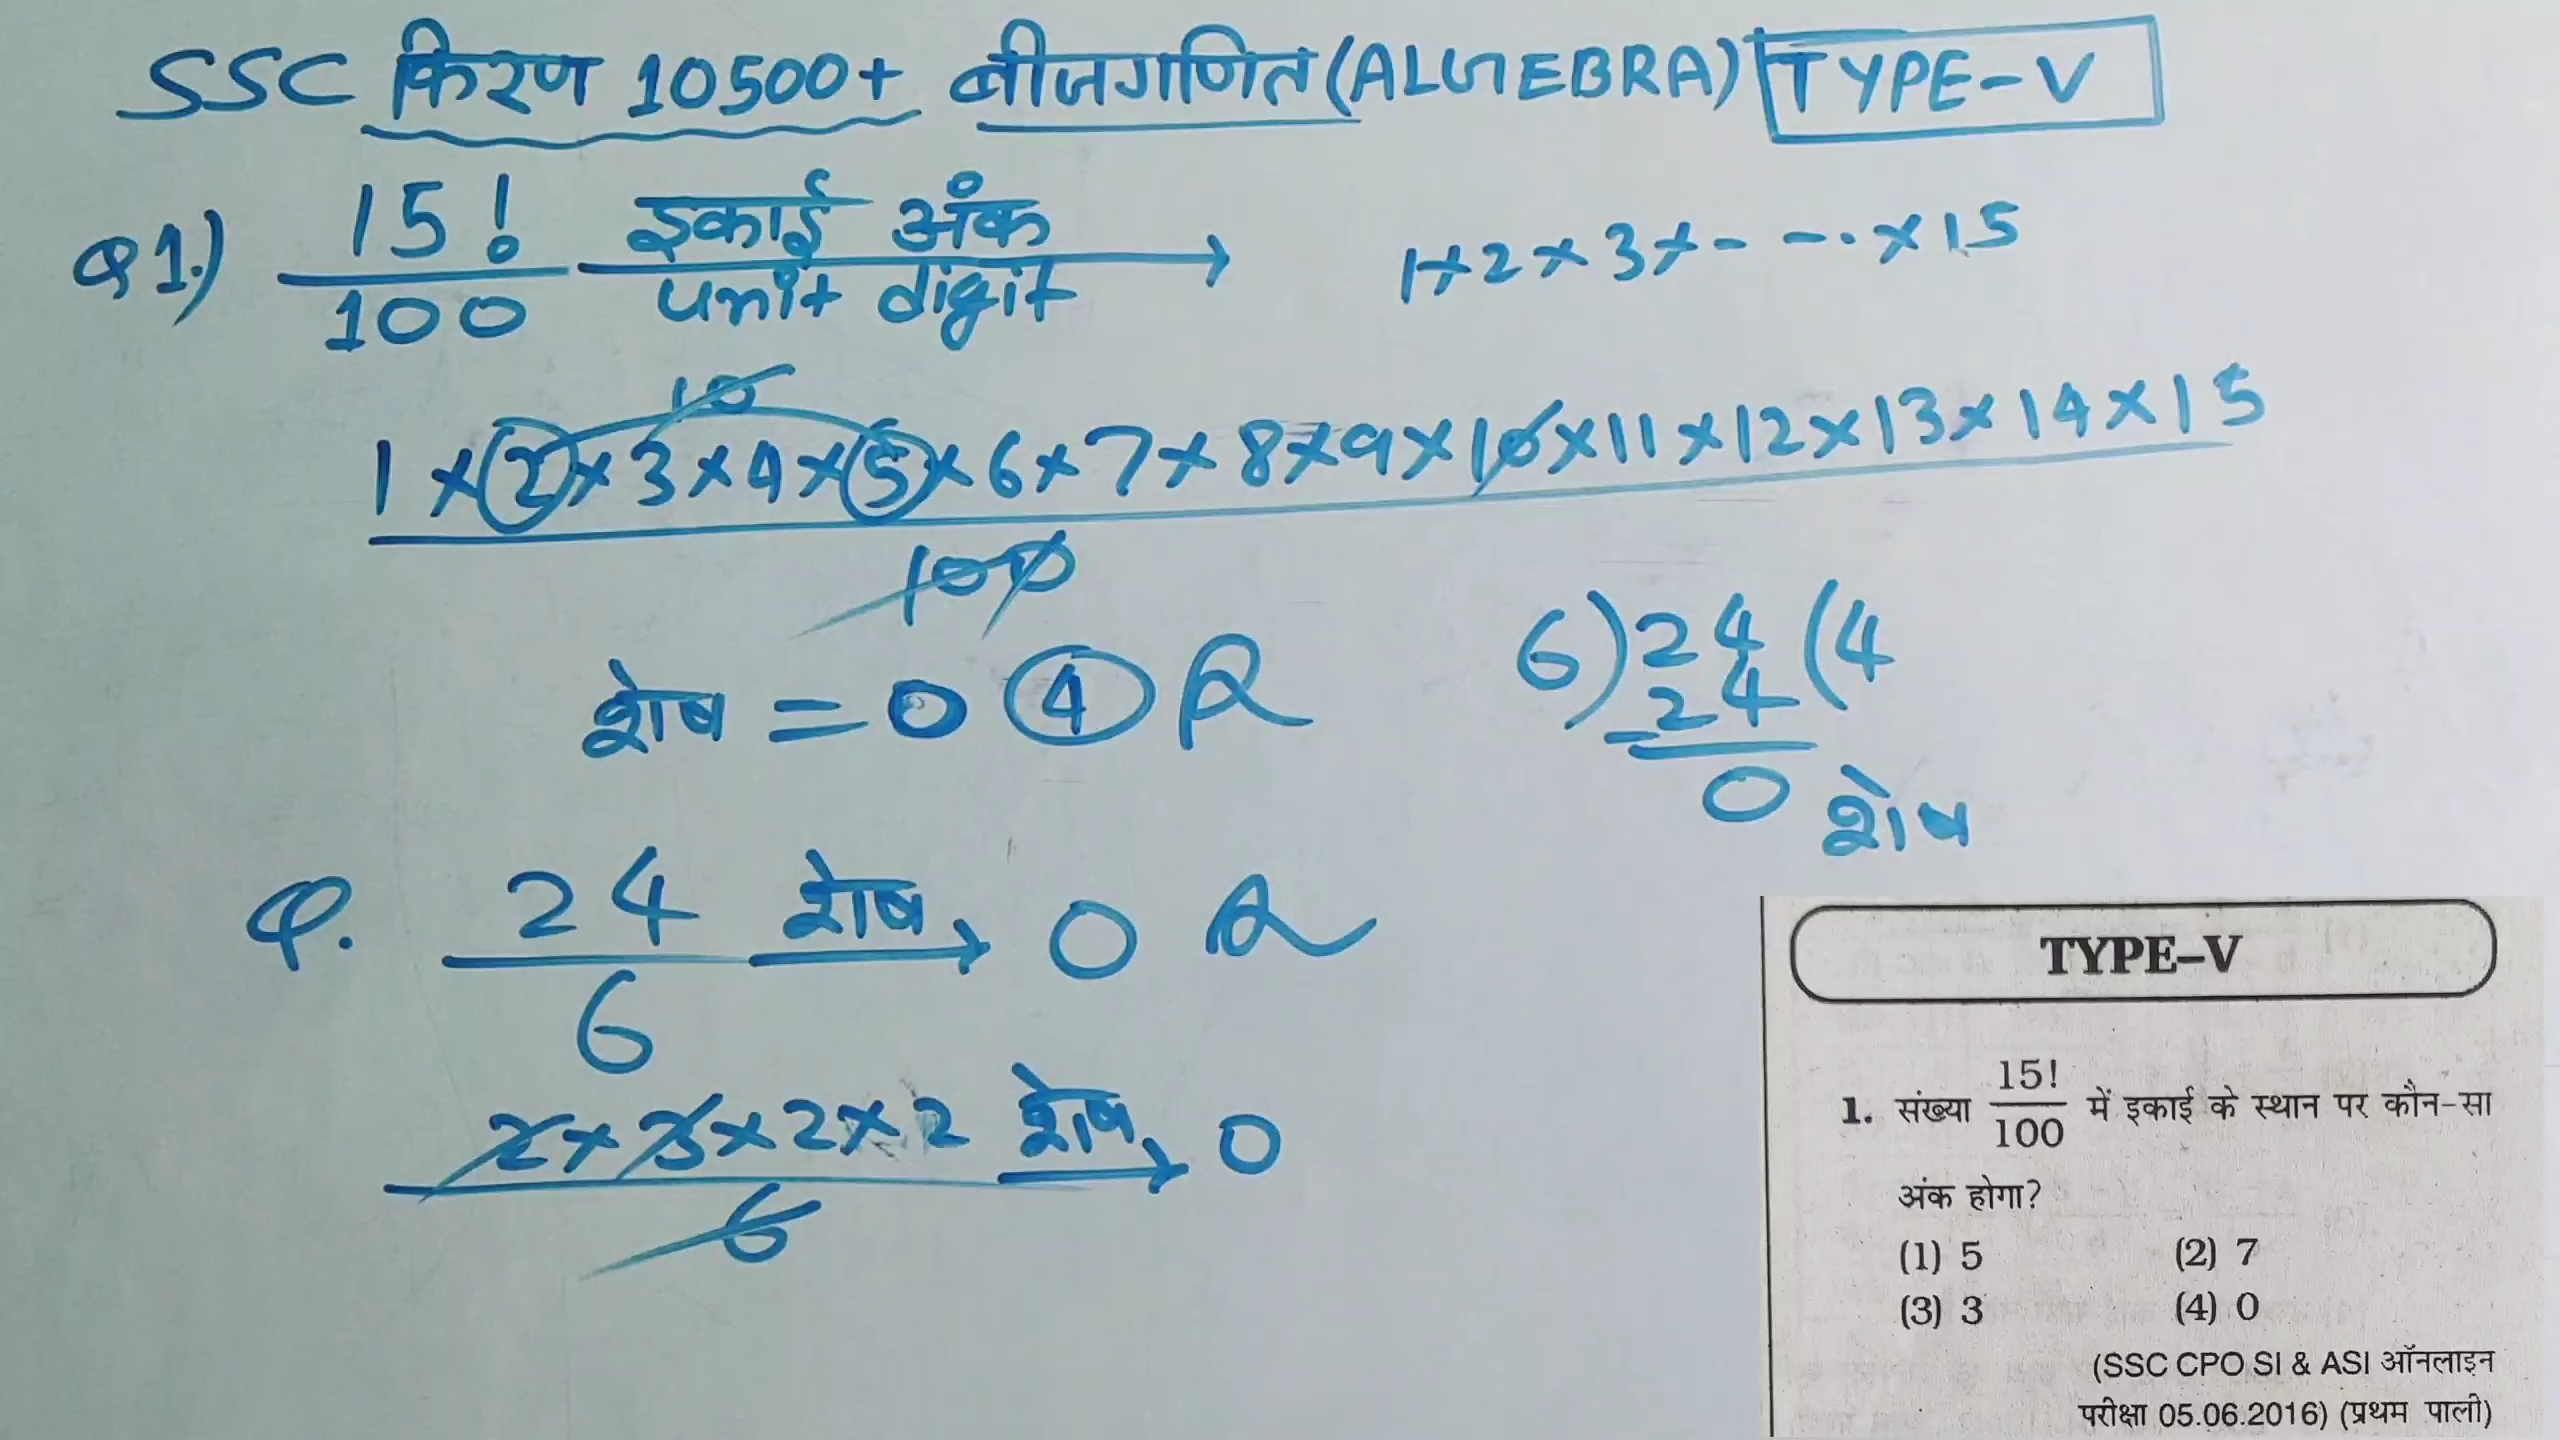 SSC किरण 10500+ बीजगणित (ALGEBRA) TYPE-V
Q1.) 15!/100 इकाई अंक unit digit → 1×2×3×- --.×15
10
1×2×3×4×5×6×7×8×9×10×11×12×13×14×15
100
शेष = 0 4 R
6)24(4
24
0 शेष
Q. 24/6 शेष → 0 R
2×3×2×2/6 शेष → 0
TYPE–V
1. संख्या 15!/100 में इकाई के स्थान पर कौन-सा
अंक होगा?
(1) 5 (2) 7
(3) 3 (4) 0
(SSC CPO SI & ASI ऑनलाइन
परीक्षा 05.06.2016) (प्रथम पाली)